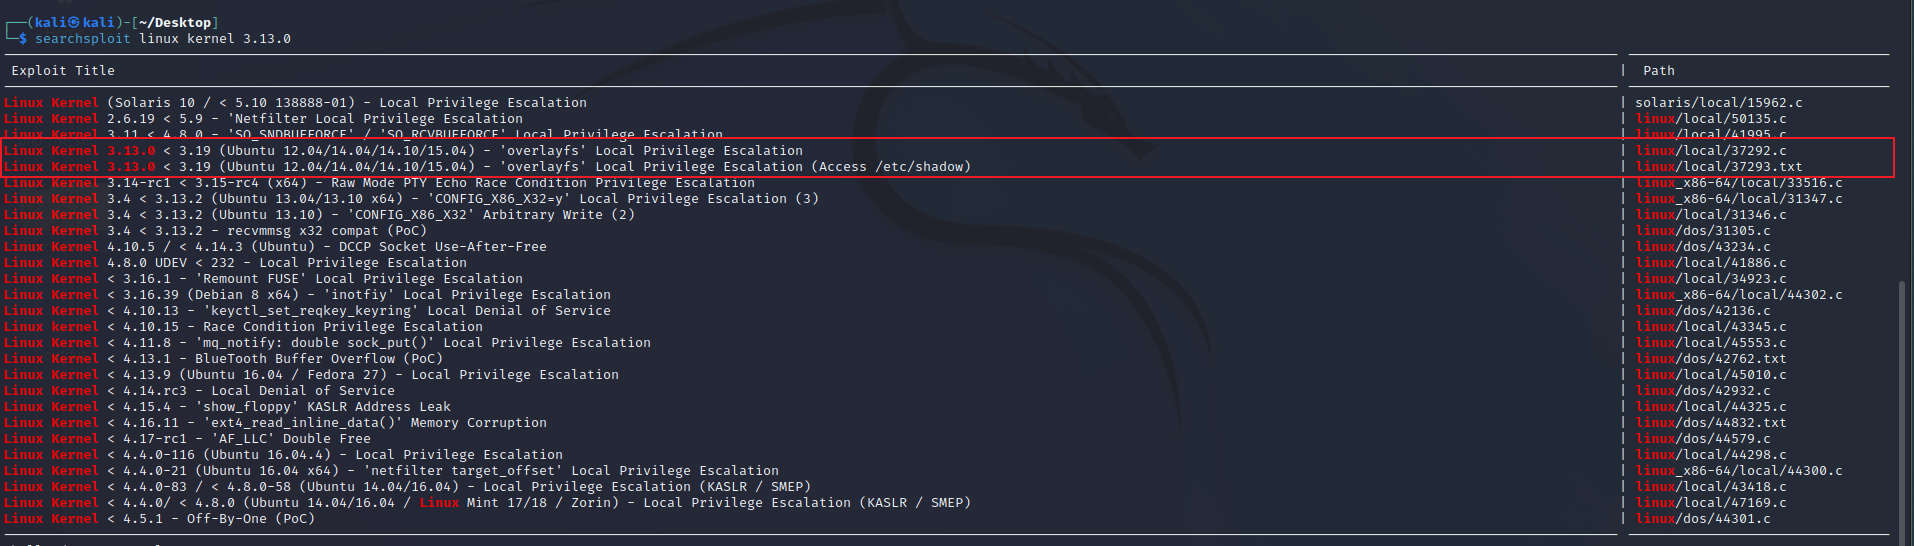 (kali㉿kali)-[~/Desktop]
$ searchsploit linux kernel 3.13.0
Exploit Title | Path
Linux Kernel (Solaris 10 / < 5.10 138888-01) - Local Privilege Escalation | solaris/local/15962.c
Linux Kernel 2.6.19 < 5.9 - 'Netfilter Local Privilege Escalation | linux/local/50135.c
Linux Kernel 3.11 < 4.8.0 - 'SO_SNDBUFFORCE' / 'SO_RCVBUFFORCE' Local Privilege Escalation | linux/local/41995.c
Linux Kernel 3.13.0 < 3.19 (Ubuntu 12.04/14.04/14.10/15.04) - 'overlayfs' Local Privilege Escalation | linux/local/37292.c
Linux Kernel 3.13.0 < 3.19 (Ubuntu 12.04/14.04/14.10/15.04) - 'overlayfs' Local Privilege Escalation (Access /etc/shadow) | linux/local/37293.txt
Linux Kernel 3.14-rc1 < 3.15-rc4 (x64) - Raw Mode PTY Echo Race Condition Privilege Escalation | linux_x86-64/local/33516.c
Linux Kernel 3.4 < 3.13.2 (Ubuntu 13.04/13.10 x64) - 'CONFIG_X86_X32=y' Local Privilege Escalation (3) | linux_x86-64/local/31347.c
Linux Kernel 3.4 < 3.13.2 (Ubuntu 13.10) - 'CONFIG_X86_X32' Arbitrary Write (2) | linux/local/31346.c
Linux Kernel 3.4 < 3.13.2 - recvmmsg x32 compat (PoC) | linux/dos/31305.c
Linux Kernel 4.10.5 / < 4.14.3 (Ubuntu) - DCCP Socket Use-After-Free | linux/dos/43234.c
Linux Kernel 4.8.0 UDEV < 232 - Local Privilege Escalation | linux/local/41886.c
Linux Kernel < 3.16.1 - 'Remount FUSE' Local Privilege Escalation | linux/local/34923.c
Linux Kernel < 3.16.39 (Debian 8 x64) - 'inotfiy' Local Privilege Escalation | linux_x86-64/local/44302.c
Linux Kernel < 4.10.13 - 'keyctl_set_reqkey_keyring' Local Denial of Service | linux/dos/42136.c
Linux kernel < 4.10.15 - Race Condition Privilege Escalation | linux/local/43345.c
Linux Kernel < 4.11.8 - 'mq_notify: double sock_put()' Local Privilege Escalation | linux/local/45553.c
Linux Kernel < 4.13.1 - BlueTooth Buffer Overflow (PoC) | linux/dos/42762.txt
Linux Kernel < 4.13.9 (Ubuntu 16.04 / Fedora 27) - Local Privilege Escalation | linux/local/45010.c
Linux Kernel < 4.14.rc3 - Local Denial of Service | linux/dos/42932.c
Linux Kernel < 4.15.4 - 'show_floppy' KASLR Address Leak | linux/local/44325.c
Linux Kernel < 4.16.11 - 'ext4_read_inline_data()' Memory Corruption | linux/dos/44832.txt
Linux Kernel < 4.17-rc1 - 'AF_LLC' Double Free | linux/dos/44579.c
Linux Kernel < 4.4.0-116 (Ubuntu 16.04.4) - Local Privilege Escalation | linux/local/44298.c
Linux Kernel < 4.4.0-21 (Ubuntu 16.04 x64) - 'netfilter target_offset' Local Privilege Escalation | linux_x86-64/local/44300.c
Linux Kernel < 4.4.0-83 / < 4.8.0-58 (Ubuntu 14.04/16.04) - Local Privilege Escalation (KASLR / SMEP) | linux/local/43418.c
Linux Kernel < 4.4.0/ < 4.8.0 (Ubuntu 14.04/16.04 / Linux Mint 17/18 / Zorin) - Local Privilege Escalation (KASLR / SMEP) | linux/local/47169.c
Linux Kernel < 4.5.1 - Off-By-One (PoC) | linux/dos/44301.c